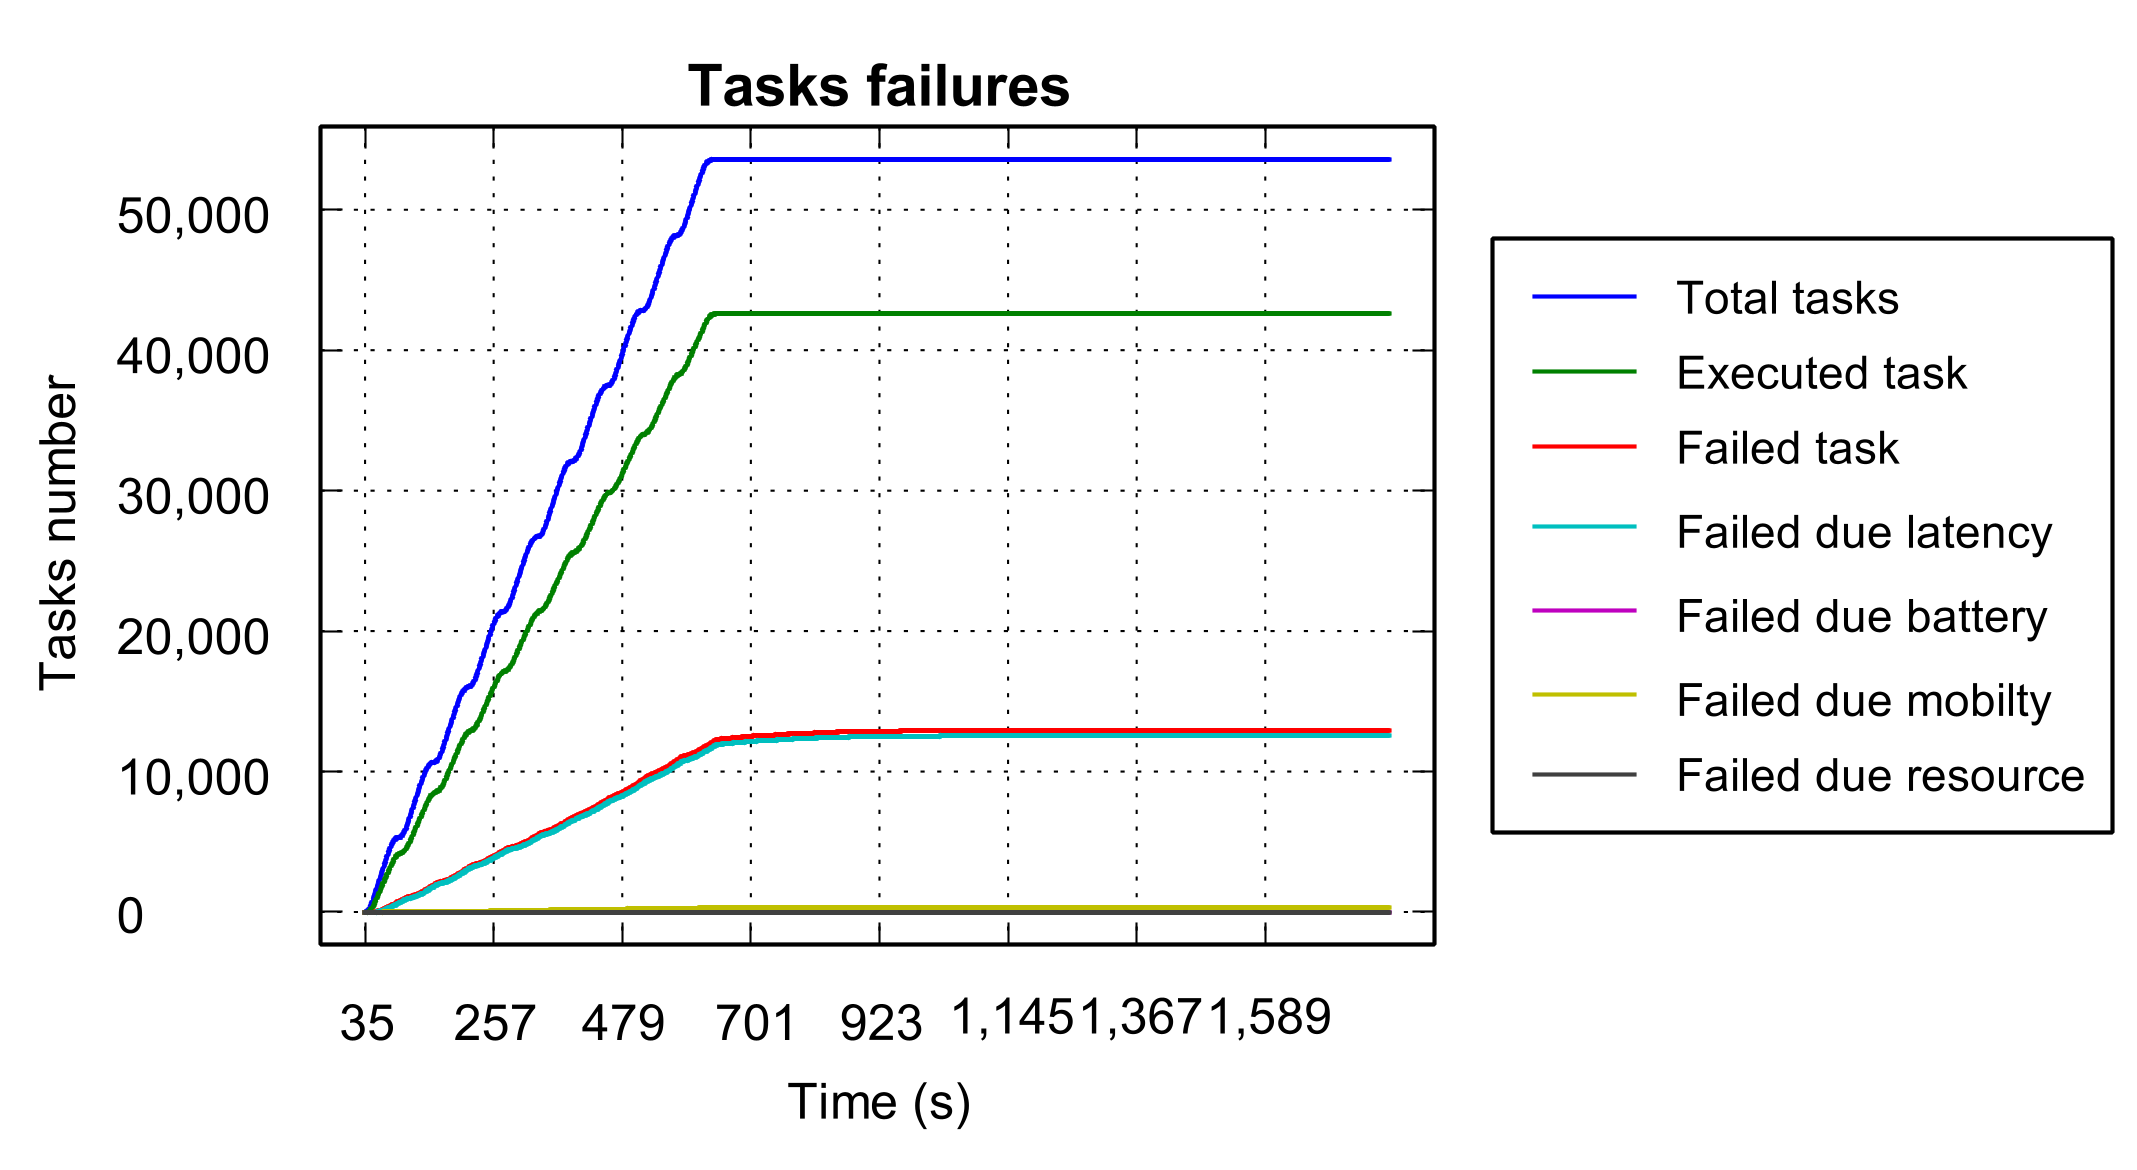 Tasks failures
50,000
40,000
30,000
20,000
10,000
0
Tasks number
35 257 479 701 923 1,145 1,367 1,589
Time (s)
Total tasks
Executed task
Failed task
Failed due latency
Failed due battery
Failed due mobilty
Failed due resource